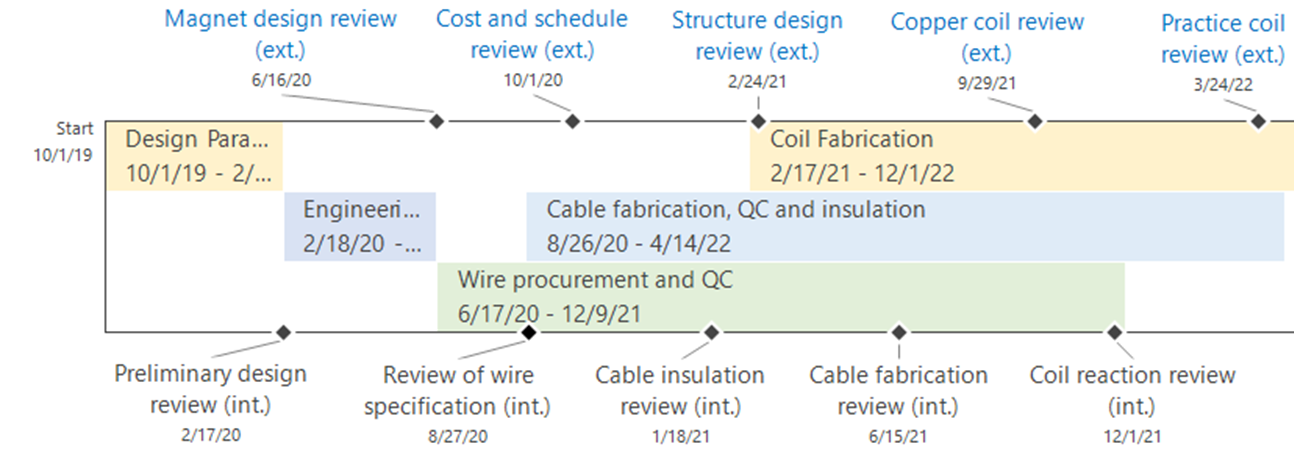 Magnet design review
(ext.)
6/16/20
Cost and schedule
review (ext.)
10/1/20
Structure design
review (ext.)
2/24/21
Copper coil review
(ext.)
9/29/21
Practice coil
review (ext.)
3/24/22
Start
10/1/19
Design Para...
10/1/19 - 2/...
Coil Fabrication
2/17/21 - 12/1/22
Engineeri...
2/18/20 -...
Cable fabrication, QC and insulation
8/26/20 - 4/14/22
Wire procurement and QC
6/17/20 - 12/9/21
Preliminary design
review (int.)
2/17/20
Review of wire
specification (int.)
8/27/20
Cable insulation
review (int.)
1/18/21
Cable fabrication
review (int.)
6/15/21
Coil reaction review
(int.)
12/1/21